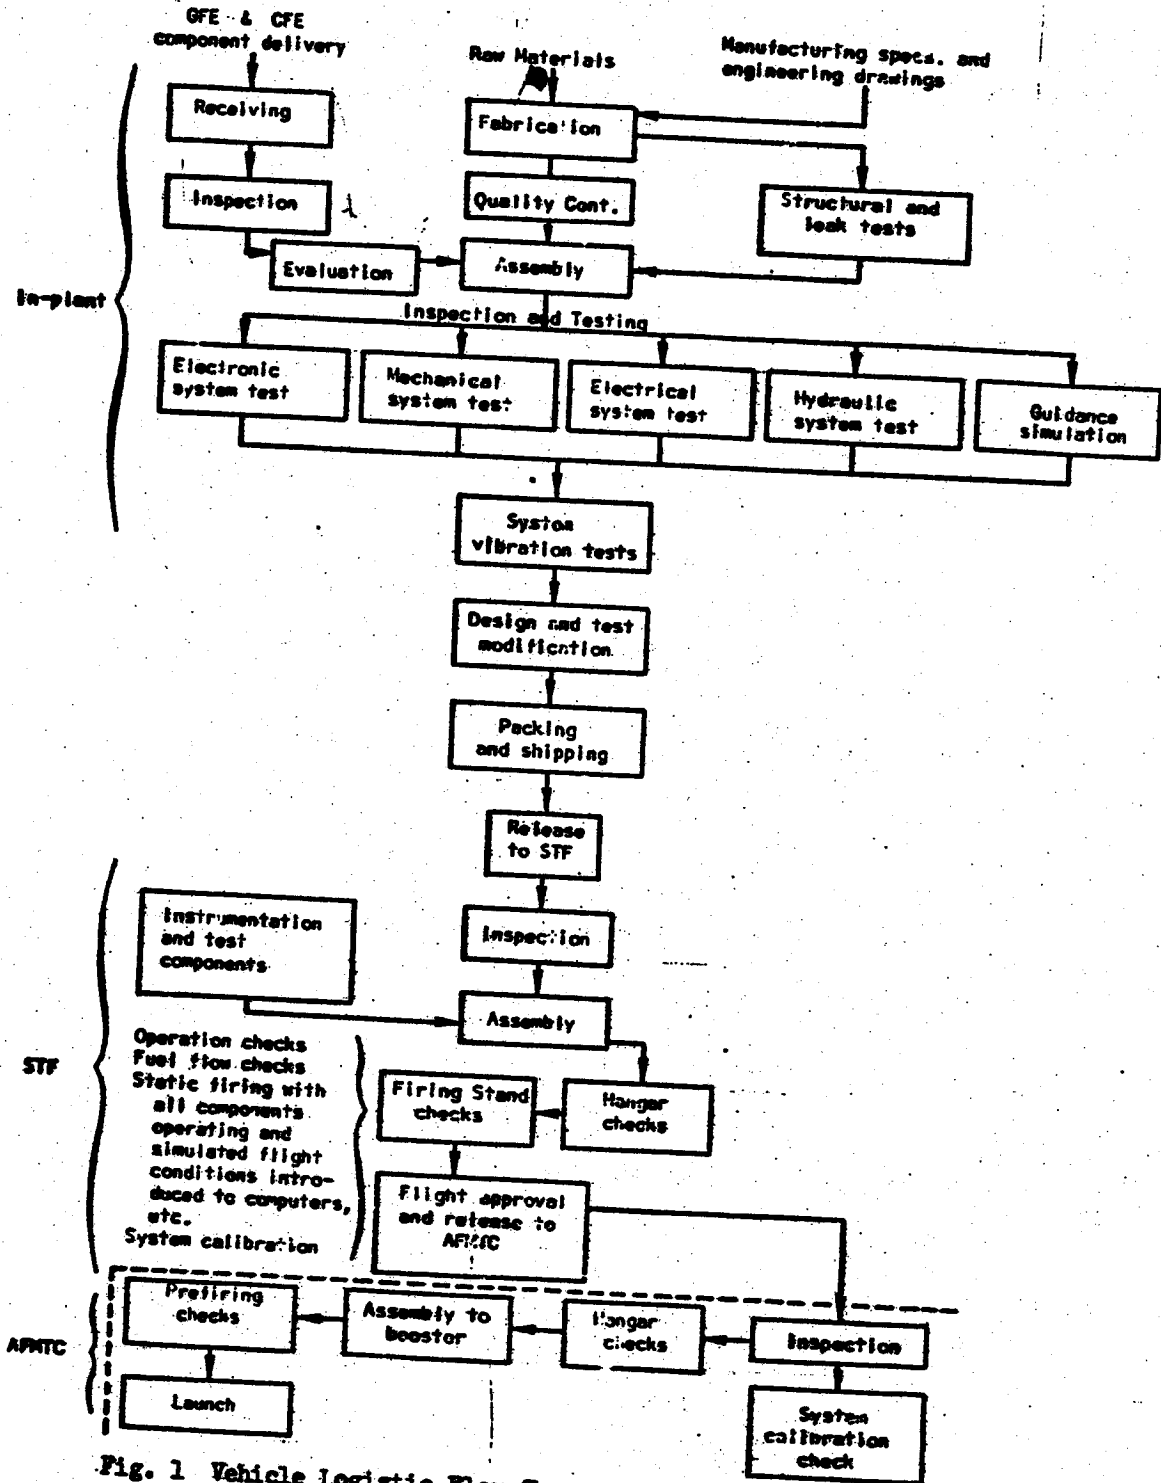 GFE & CFE
component delivery
Raw Materials
Manufacturing specs. and
engineering drawings
Receiving
Fabrication
Inspection
Quality Cont.
Structural and
leak tests
Evaluation
Assembly
In-plant
Inspection and Testing
Electronic
system test
Mechanical
system test
Electrical
system test
Hydraulic
system test
Guidance
simulation
System
vibration tests
Design and test
modification
Packing
and shipping
Release
to STF
Instrumentation
and test
components
Inspection
Assembly
STF
Operation checks
Fuel flow checks
Static firing with
all components
operating and
simulated flight
conditions intro-
duced to computers,
etc.
System calibration
Firing Stand
checks
Hangar
checks
Flight approval
and release to
AFMTC
AFMTC
Prefiring
checks
Assembly to
booster
Hangar
checks
Inspection
Launch
System
calibration
check
Fig. 1 Vehicle Logistic Flow